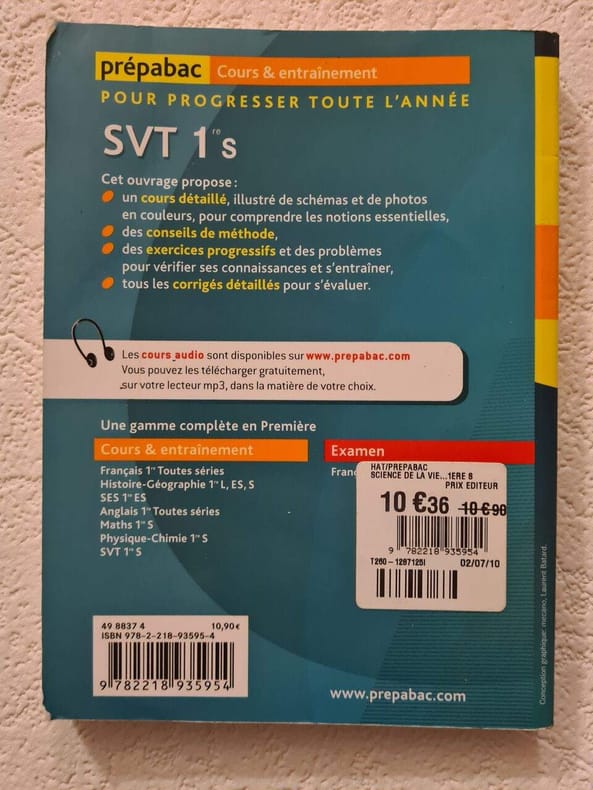 prépabac Cours & entraînement
POUR PROGRESSER TOUTE L'ANNÉE
SVT 1re S
Cet ouvrage propose :
un cours détaillé, illustré de schémas et de photos
en couleurs, pour comprendre les notions essentielles,
des conseils de méthode,
des exercices progressifs et des problèmes
pour vérifier ses connaissances et s'entraîner,
tous les corrigés détaillés pour s'évaluer.
Les cours audio sont disponibles sur www.prepabac.com
Vous pouvez les télécharger gratuitement,
sur votre lecteur mp3, dans la matière de votre choix.
Une gamme complète en Première
Cours & entraînement
Français 1re Toutes séries
Histoire-Géographie 1re L, ES, S
SES 1re ES
Anglais 1re Toutes séries
Maths 1re S
Physique-Chimie 1re S
SVT 1re S
Examen
HAT/PREPABAC
SCIENCE DE LA VIE...1ERE S
PRIX EDITEUR
10 €36 10 €90
9 782218 935954
T260 - 1287125I 02/07/10
49 8837 4 10,90 €
ISBN 978-2-218-93595-4
9 782218 935954
www.prepabac.com
Conception graphique: mecano, Laurent Batard.